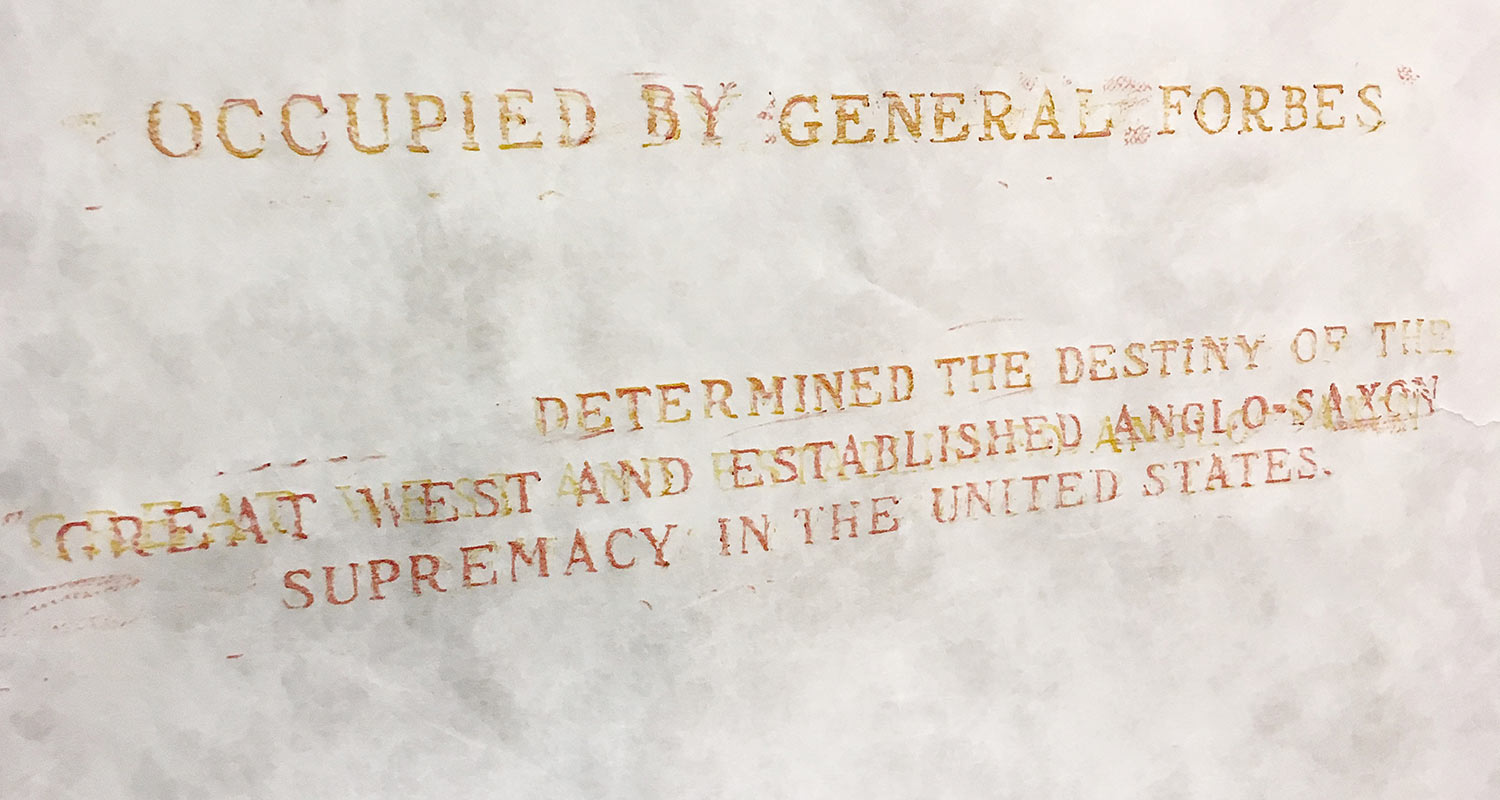 OCCUPIED BY GENERAL FORBES
DETERMINED THE DESTINY OF THE
GREAT WEST AND ESTABLISHED ANGLO-SAXON
SUPREMACY IN THE UNITED STATES.